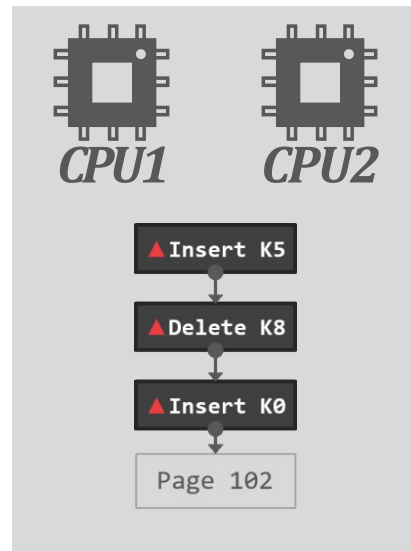 CPU1 CPU2
▲Insert K5
▲Delete K8
▲Insert K0
Page 102